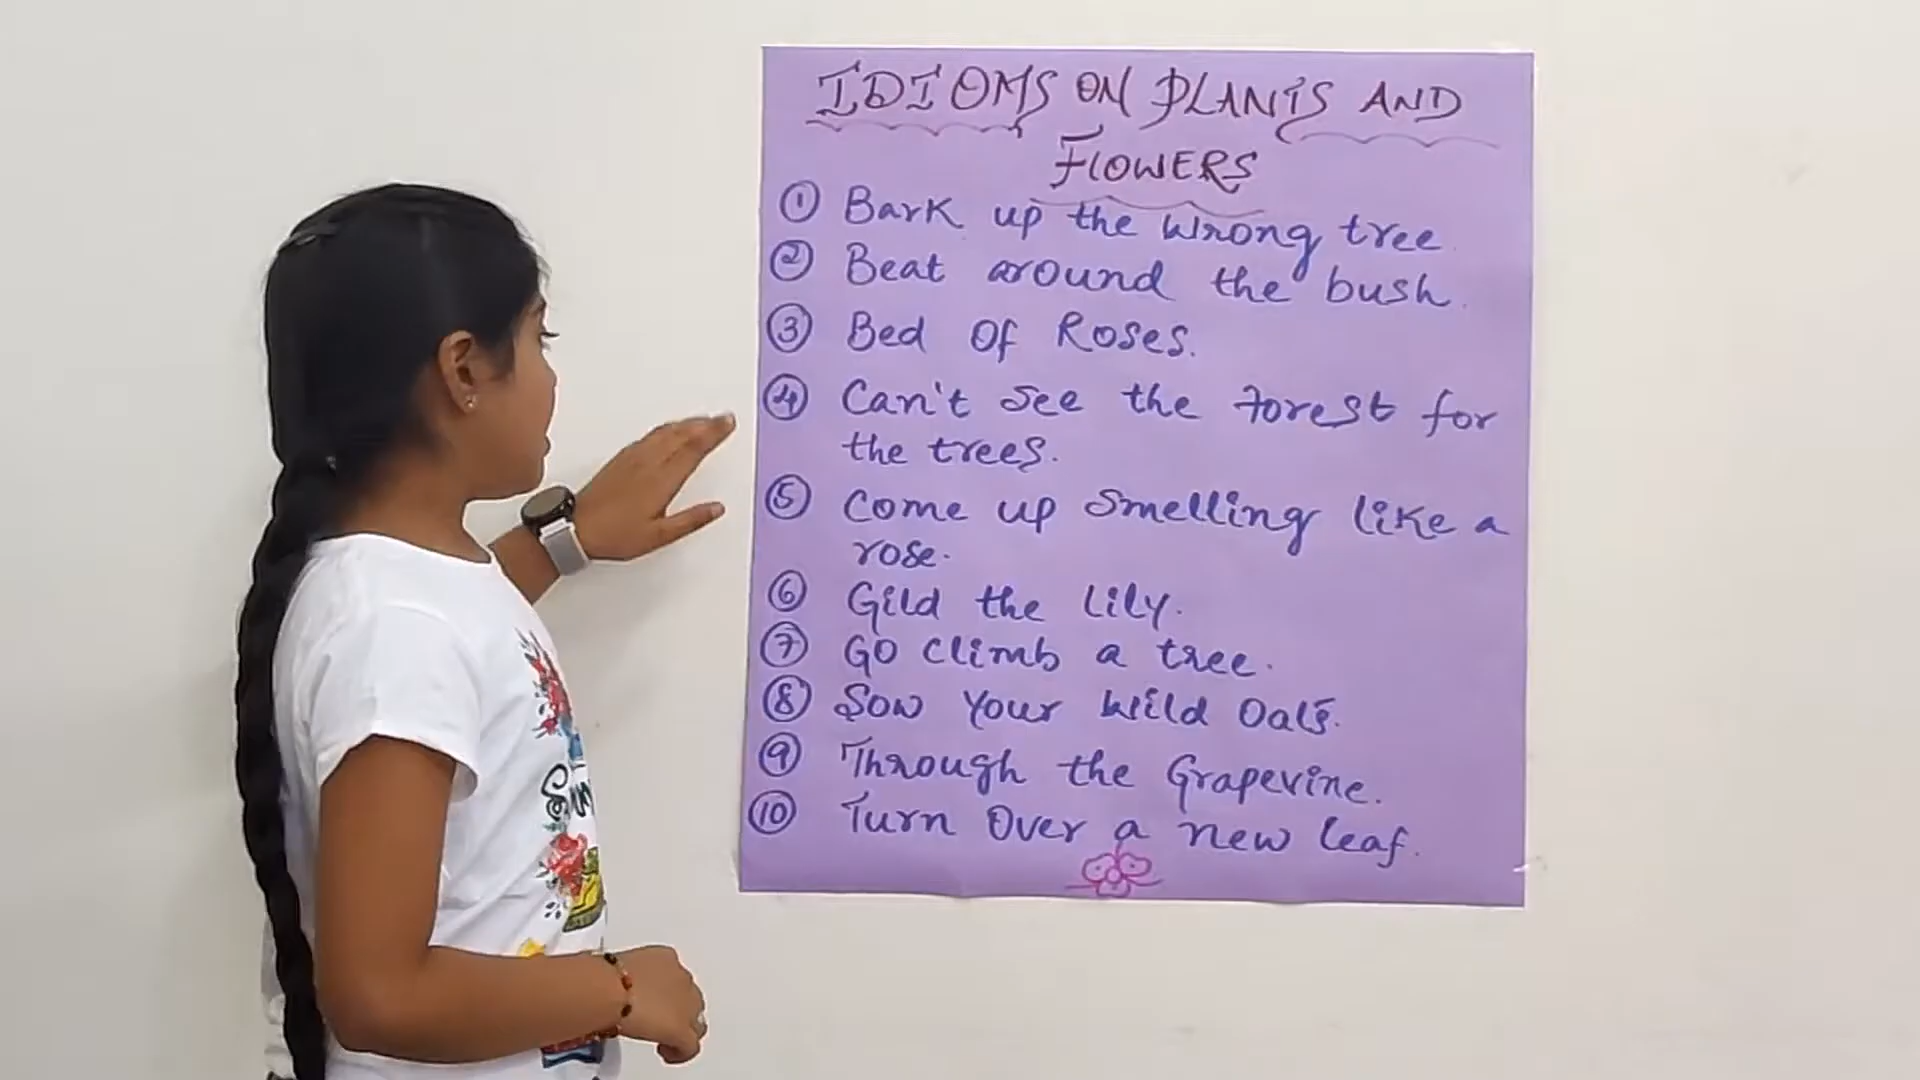 IDIOMS ON PLANTS AND
FLOWERS
1 Bark up the wrong tree.
2 Beat around the bush.
3 Bed Of Roses.
4 Can't see the forest for
the trees.
5 Come up smelling like a
rose.
6 Gild the Lily.
7 Go climb a tree.
8 Sow Your Wild Oats.
9 Through the Grapevine.
10 Turn Over a new leaf.